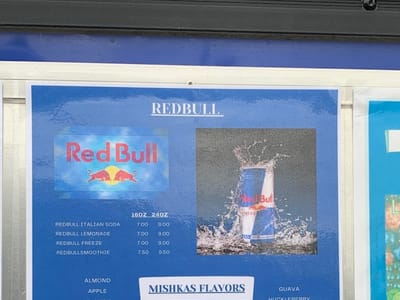 REDBULL
Red Bull
16OZ 24OZ
REDBULL ITALIAN SODA 7.00 9.00
REDBULL LEMONADE 7.00 9.00
REDBULL FREEZE 7.00 9.00
REDBULLSMOOTHIE 7.50 9.50
Red Bull
ALMOND
APPLE
MISHKAS FLAVORS
GUAVA
HUCKLEBERRY